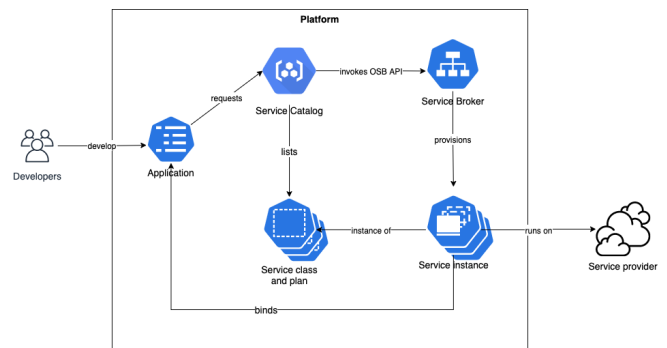 Platform
invokes OSB API
requests
Service Catalog
Service Broker
develop
lists
provisions
Developers
Application
instance of
runs on
Service class
and plan
Service instance
Service provider
binds